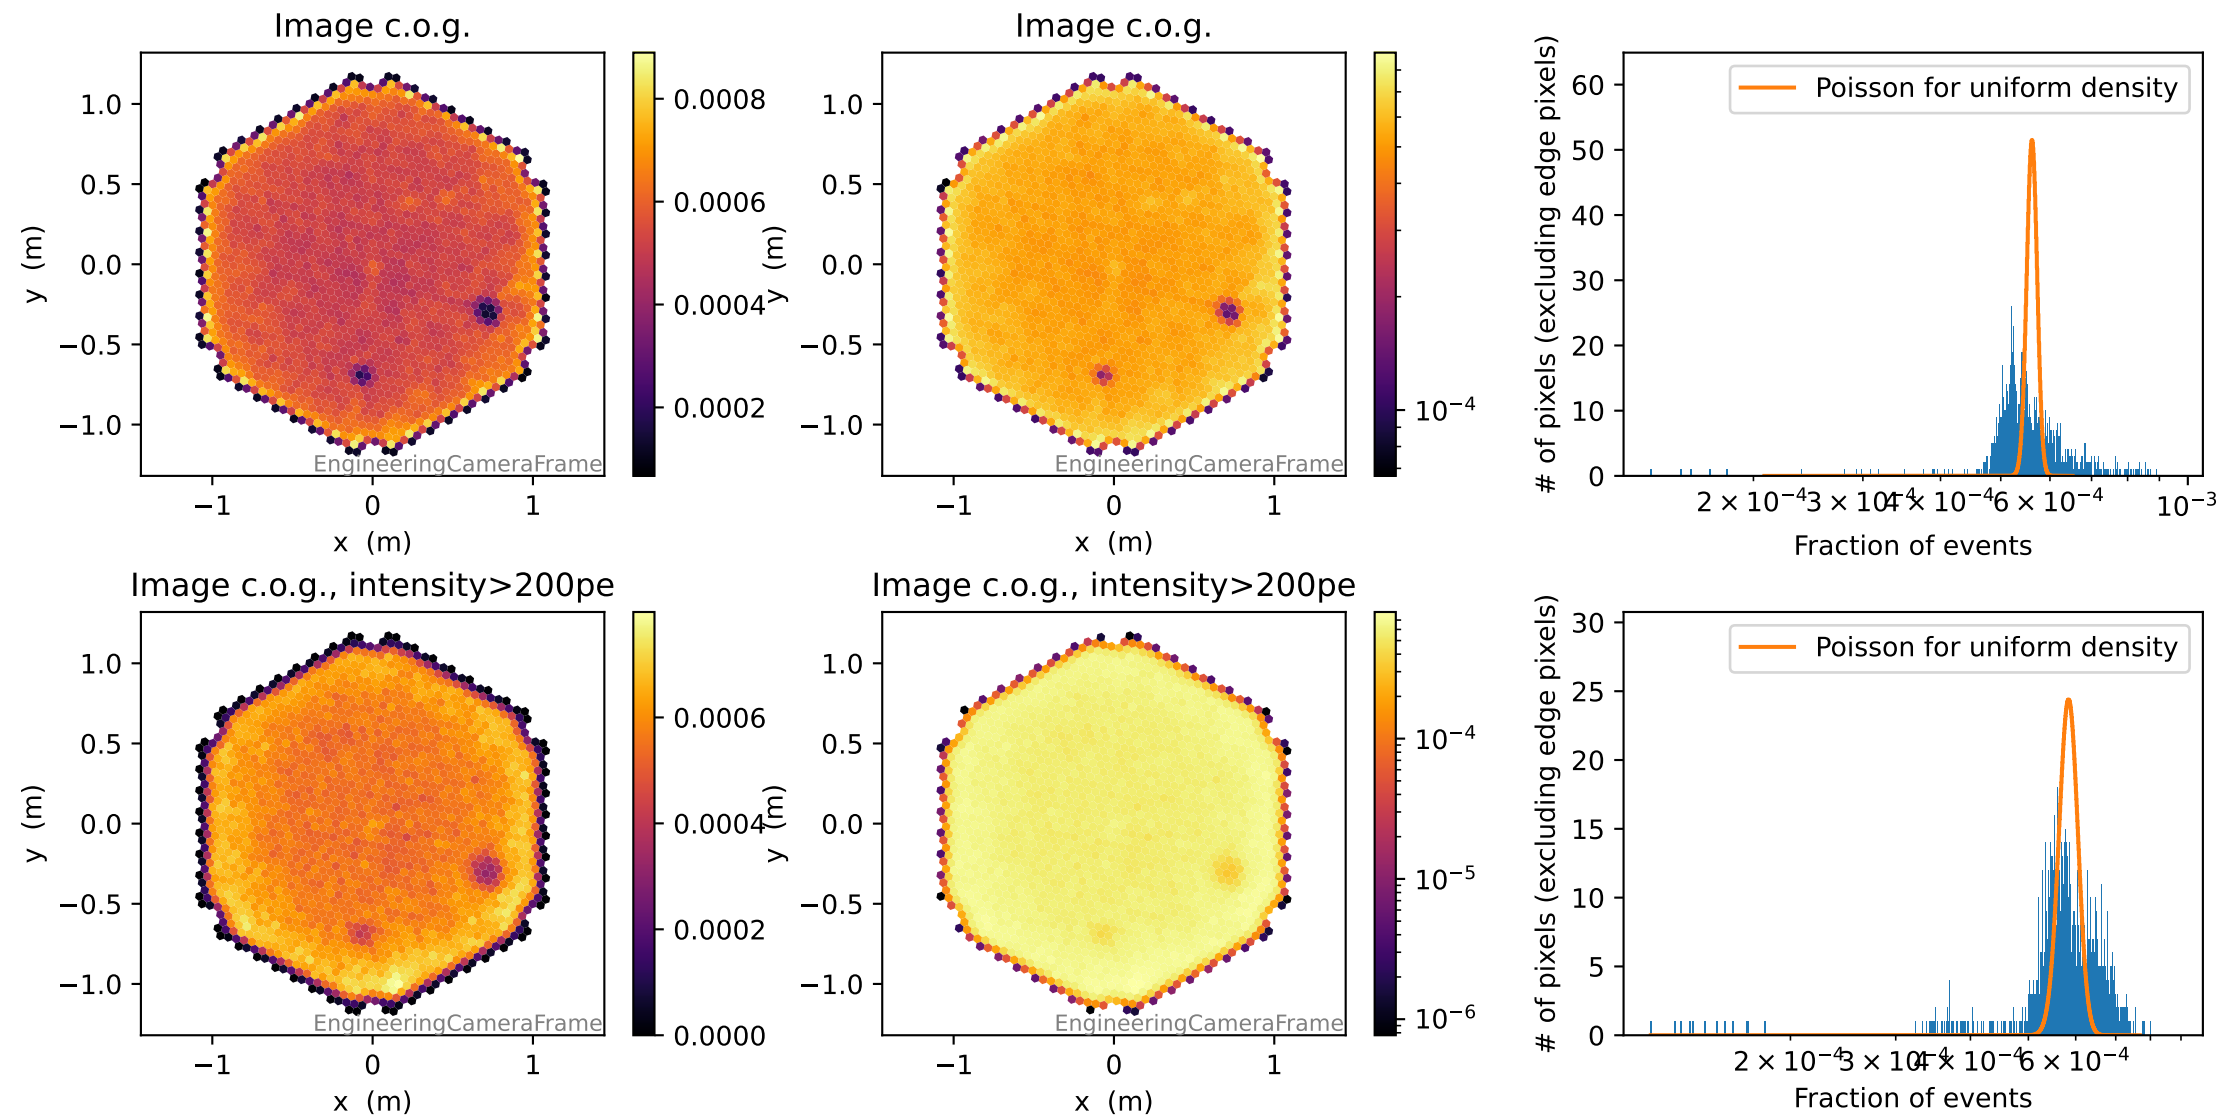 Image c.o.g.
1.0
0.5
0.0
−0.5
−1.0
y (m)
−1
0
1
x (m)
EngineeringCameraFrame
0.0008
0.0006
0.0004
0.0002
Image c.o.g.
1.0
0.5
0.0
−0.5
−1.0
y (m)
−1
0
1
x (m)
EngineeringCameraFrame
10⁻⁴
Poisson for uniform density
60
50
40
30
20
10
0
# of pixels (excluding edge pixels)
2 × 10⁻⁴
3 × 10⁻⁴
4 × 10⁻⁴
6 × 10⁻⁴
10⁻³
Fraction of events
Image c.o.g., intensity>200pe
1.0
0.5
0.0
−0.5
−1.0
y (m)
−1
0
1
x (m)
EngineeringCameraFrame
0.0006
0.0004
0.0002
0.0000
Image c.o.g., intensity>200pe
1.0
0.5
0.0
−0.5
−1.0
y (m)
−1
0
1
x (m)
EngineeringCameraFrame
10⁻⁴
10⁻⁵
10⁻⁶
Poisson for uniform density
30
25
20
15
10
5
0
# of pixels (excluding edge pixels)
2 × 10⁻⁴
3 × 10⁻⁴
4 × 10⁻⁴
6 × 10⁻⁴
Fraction of events